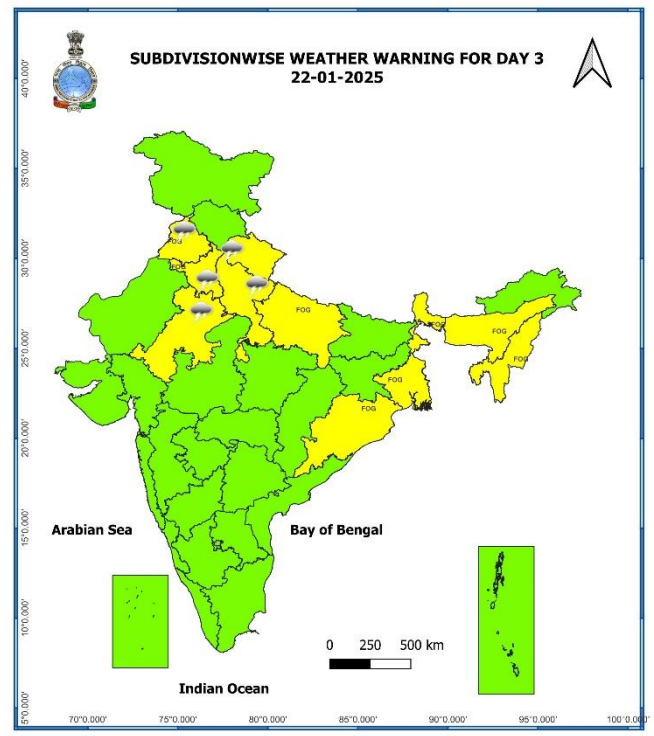 SUBDIVISIONWISE WEATHER WARNING FOR DAY 3
22-01-2025
40°0.000'
35°0.000'
30°0.000'
25°0.000'
20°0.000'
15°0.000'
10°0.000'
5°0.000'
FOG
FOG
FOG
FOG
FOG
FOG
FOG
FOG
Arabian Sea
Bay of Bengal
0 250 500 km
Indian Ocean
70°0.000' 75°0.000' 80°0.000' 85°0.000' 90°0.000' 95°0.000' 100°0.000'